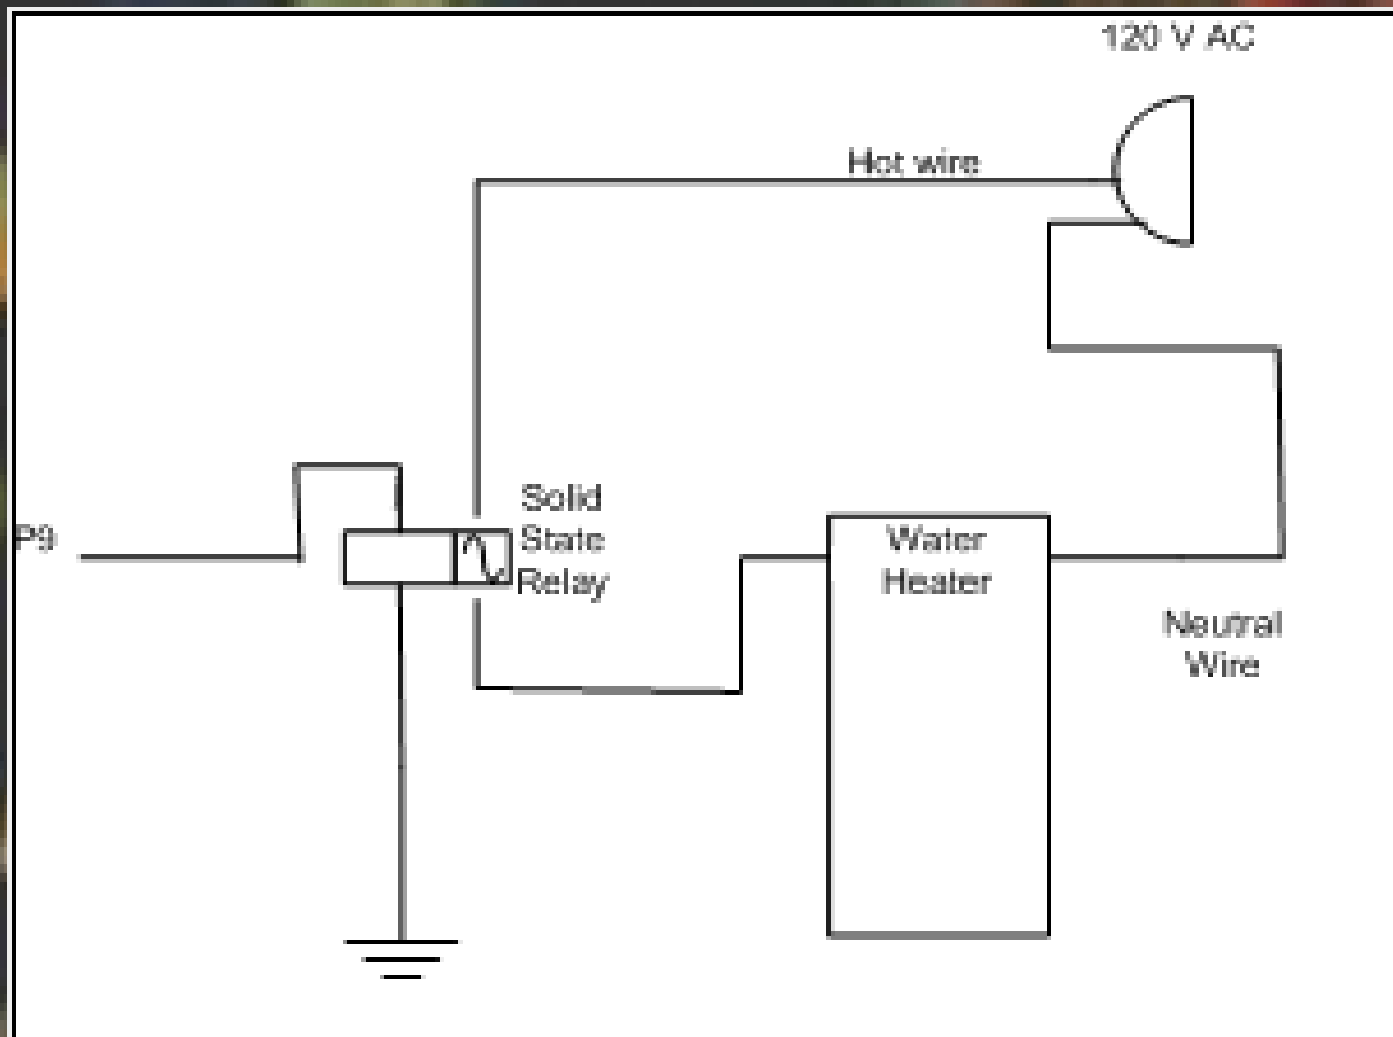 120 V AC
Hot wire
Solid
State
Relay
P9
Water
Heater
Neutral
Wire